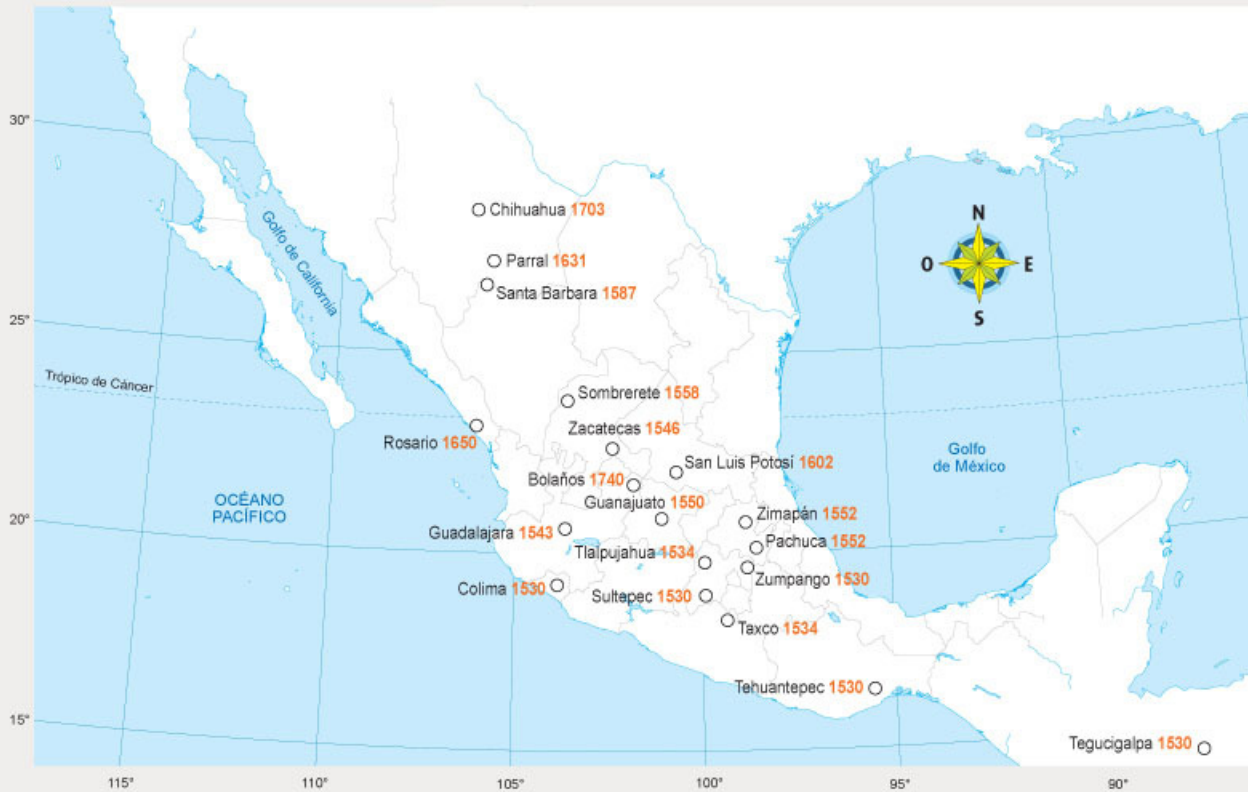 30°
Chihuahua 1703
N
Golfo de California
Parral 1631
O
E
Santa Barbara 1587
S
25°
Trópico de Cáncer
Sombrerete 1558
Zacatecas 1546
Rosario 1650
Golfo
de México
San Luis Potosí 1602
Bolaños 1740
OCÉANO
PACÍFICO
Guanajuato 1550
Zimapán 1552
20°
Guadalajara 1543
Pachuca 1552
Tlalpujahua 1534
Zumpango 1530
Colima 1530
Sultepec 1530
Taxco 1534
Tehuantepec 1530
15°
Tegucigalpa 1530
115°
110°
105°
100°
95°
90°